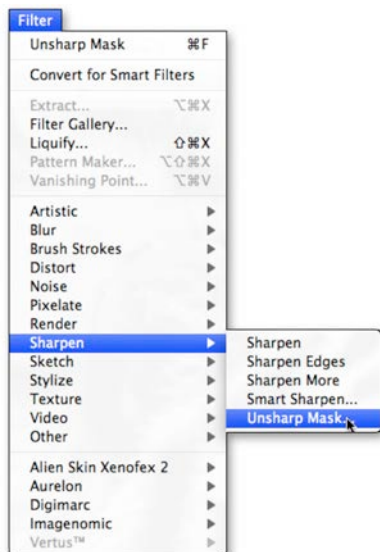 Filter
Unsharp Mask ⌘F
Convert for Smart Filters
Extract... ⌥⌘X
Filter Gallery...
Liquify... ⇧⌘X
Pattern Maker... ⌥⇧⌘X
Vanishing Point... ⌥⌘V
Artistic
Blur
Brush Strokes
Distort
Noise
Pixelate
Render
Sharpen
Sketch
Stylize
Texture
Video
Other
Alien Skin Xenofex 2
Aurelon
Digimarc
Imagenomic
Vertus™
Sharpen
Sharpen Edges
Sharpen More
Smart Sharpen...
Unsharp Mask...